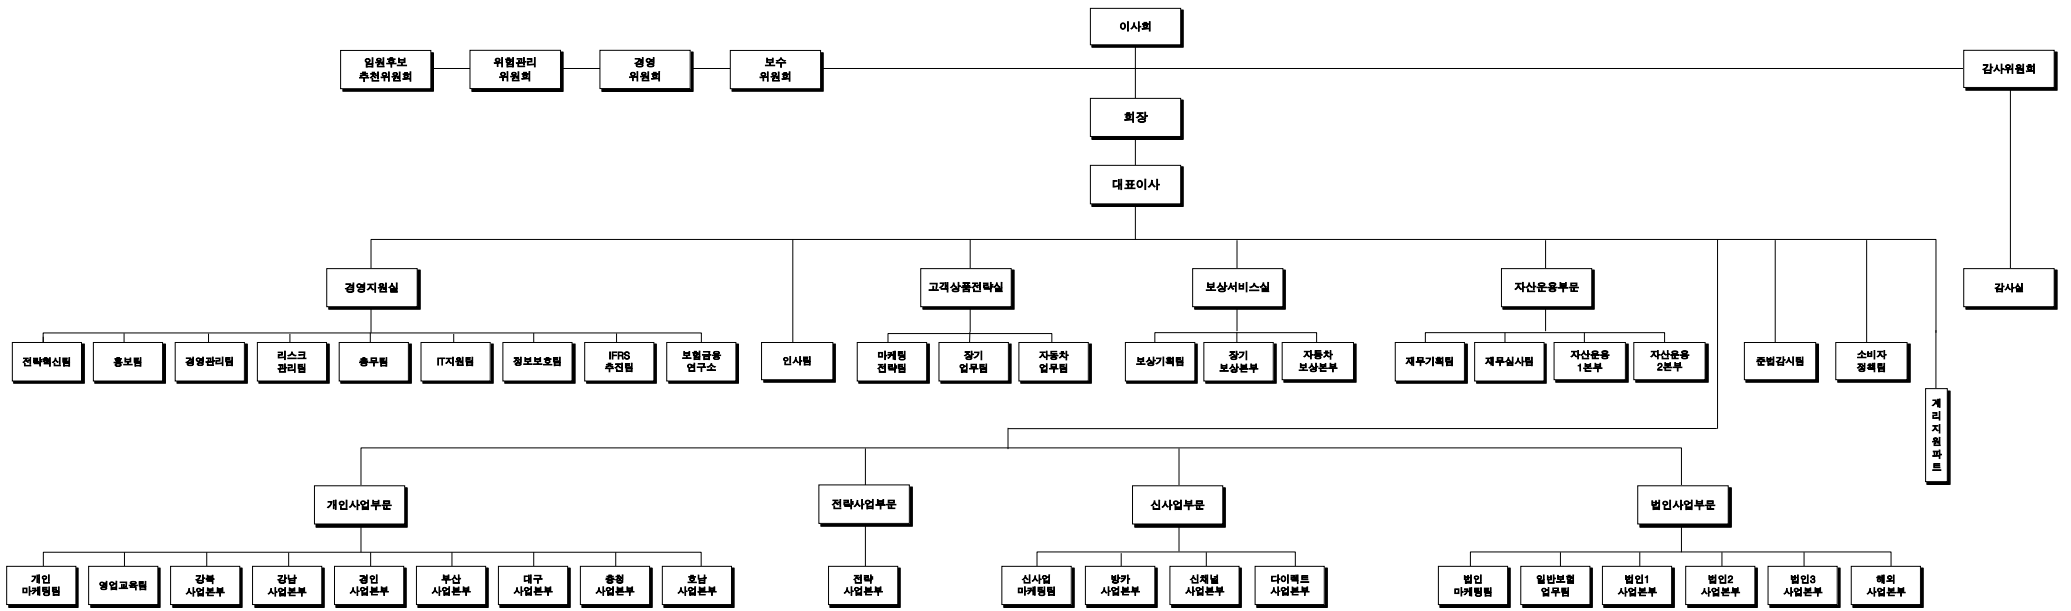 이사회
임원후보
추천위원회
위험관리
위원회
경영
위원회
보수
위원회
감사위원회
회장
대표이사
경영지원실
고객상품전략실
보상서비스실
자산운용부문
감사실
전략혁신팀
홍보팀
경영관리팀
리스크
관리팀
총무팀
IT지원팀
정보보호팀
IFRS
추진팀
보험금융
연구소
인사팀
마케팅
전략팀
장기
업무팀
자동차
업무팀
보상기획팀
장기
보상본부
자동차
보상본부
재무기획팀
재무심사팀
자산운용
1본부
자산운용
2본부
준법감시팀
소비자
정책팀
계
리
지
원
파
트
개인사업부문
전략사업부문
신사업부문
법인사업부문
개인
마케팅팀
영업교육팀
강북
사업본부
강남
사업본부
경인
사업본부
부산
사업본부
대구
사업본부
충청
사업본부
호남
사업본부
전략
사업본부
신사업
마케팅팀
방카
사업본부
신채널
사업본부
다이렉트
사업본부
법인
마케팅팀
일반보험
업무팀
법인1
사업본부
법인2
사업본부
법인3
사업본부
해외
사업본부